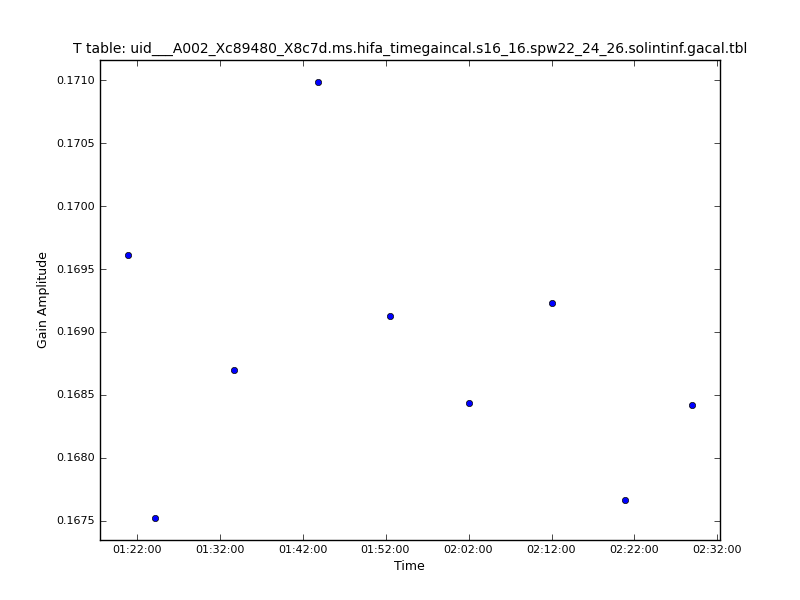 T table: uid___A002_Xc89480_X8c7d.ms.hifa_timegaincal.s16_16.spw22_24_26.solintinf.gacal.tbl
0.1710
0.1705
0.1700
0.1695
0.1690
0.1685
0.1680
0.1675
Gain Amplitude
01:22:00 01:32:00 01:42:00 01:52:00 02:02:00 02:12:00 02:22:00 02:32:00
Time